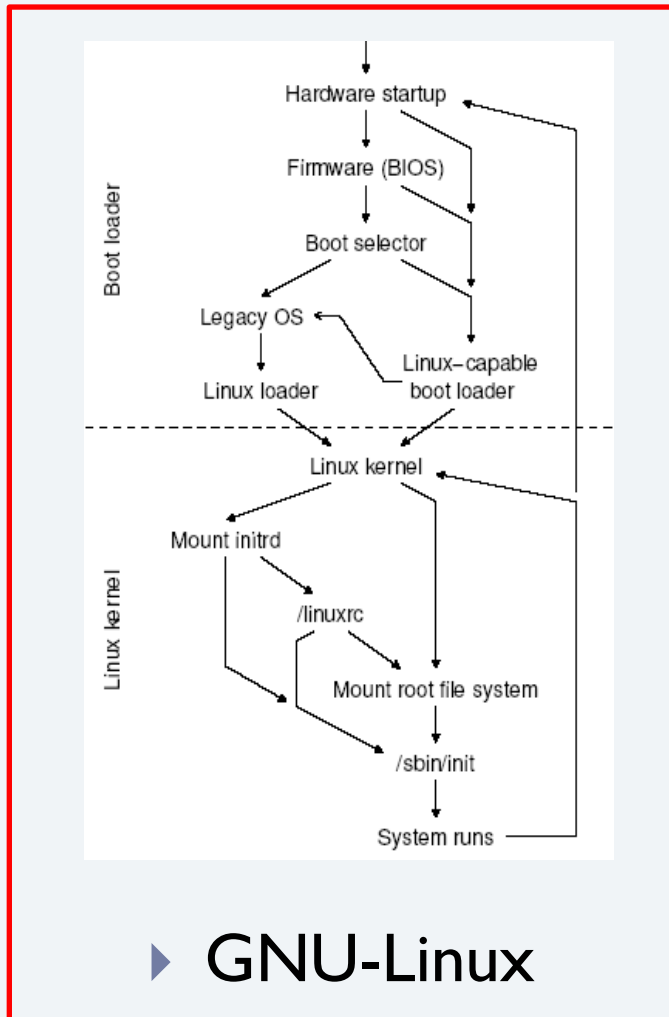 Hardware startup
Firmware (BIOS)
Boot selector
Legacy OS
Linux loader
Linux–capable
boot loader
Boot loader
Linux kernel
Mount initrd
/linuxrc
Mount root file system
/sbin/init
System runs
Linux kernel
GNU-Linux